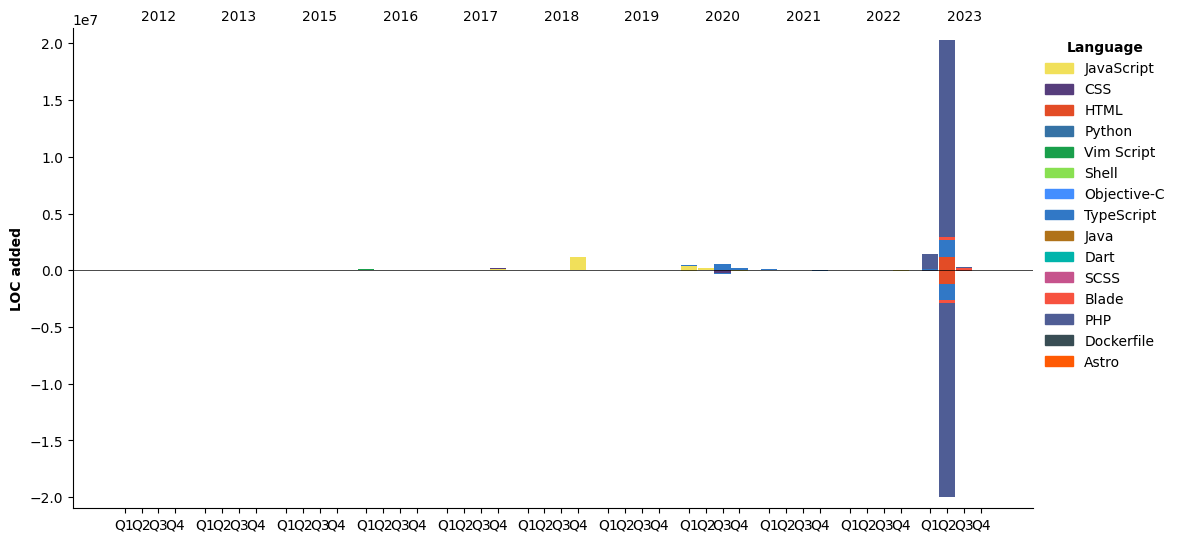 2012 2013 2015 2016 2017 2018 2019 2020 2021 2022 2023
1e7
2.0
1.5
1.0
0.5
0.0
−0.5
−1.0
−1.5
−2.0
LOC added
Q1Q2Q3Q4 Q1Q2Q3Q4 Q1Q2Q3Q4 Q1Q2Q3Q4 Q1Q2Q3Q4 Q1Q2Q3Q4 Q1Q2Q3Q4 Q1Q2Q3Q4 Q1Q2Q3Q4 Q1Q2Q3Q4 Q1Q2Q3Q4
Language
JavaScript
CSS
HTML
Python
Vim Script
Shell
Objective-C
TypeScript
Java
Dart
SCSS
Blade
PHP
Dockerfile
Astro